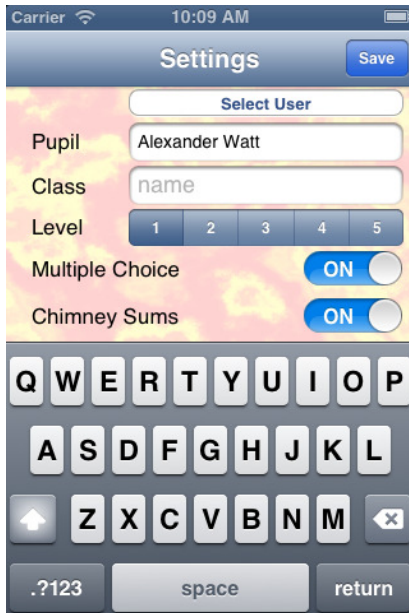 Carrier 10:09 AM
Settings Save
Select User
Pupil Alexander Watt
Class name
Level 1 2 3 4 5
Multiple Choice ON
Chimney Sums ON
Q W E R T Y U I O P
A S D F G H J K L
Z X C V B N M
.?123 space return